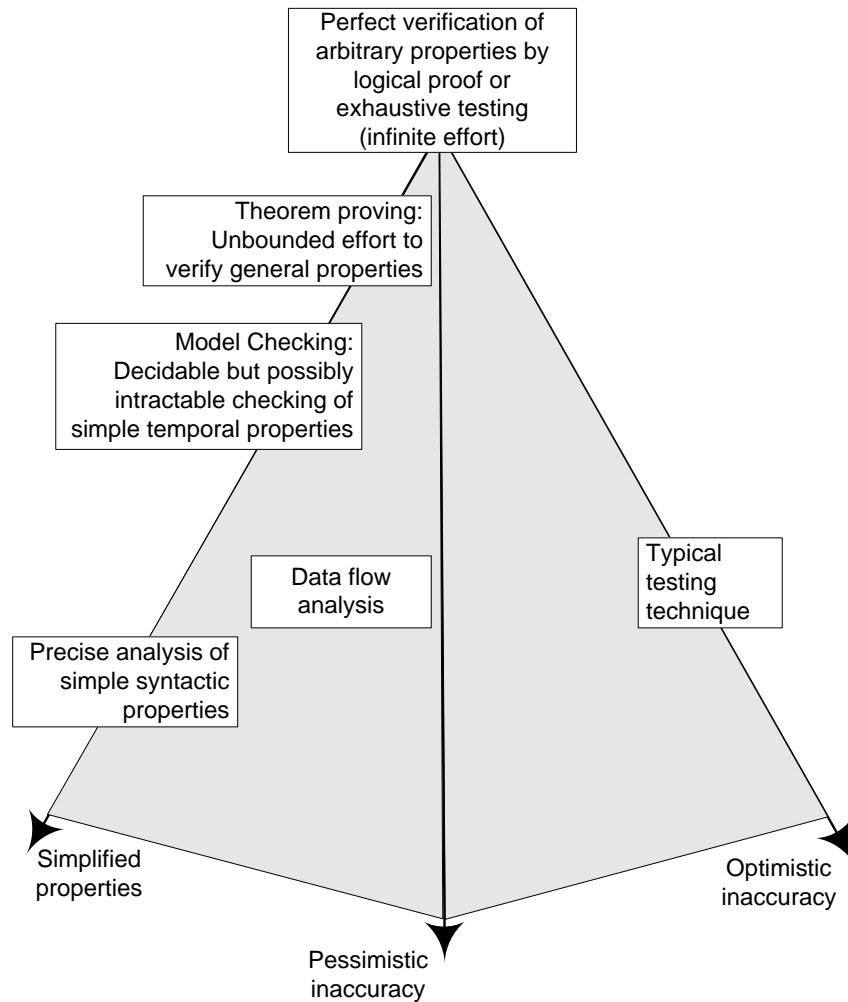 Perfect verification of
arbitrary properties by
logical proof or
exhaustive testing
(infinite effort)
Theorem proving:
Unbounded effort to
verify general properties
Model Checking:
Decidable but possibly
intractable checking of
simple temporal properties
Data flow
analysis
Typical
testing
technique
Precise analysis of
simple syntactic
properties
Simplified
properties
Optimistic
inaccuracy
Pessimistic
inaccuracy